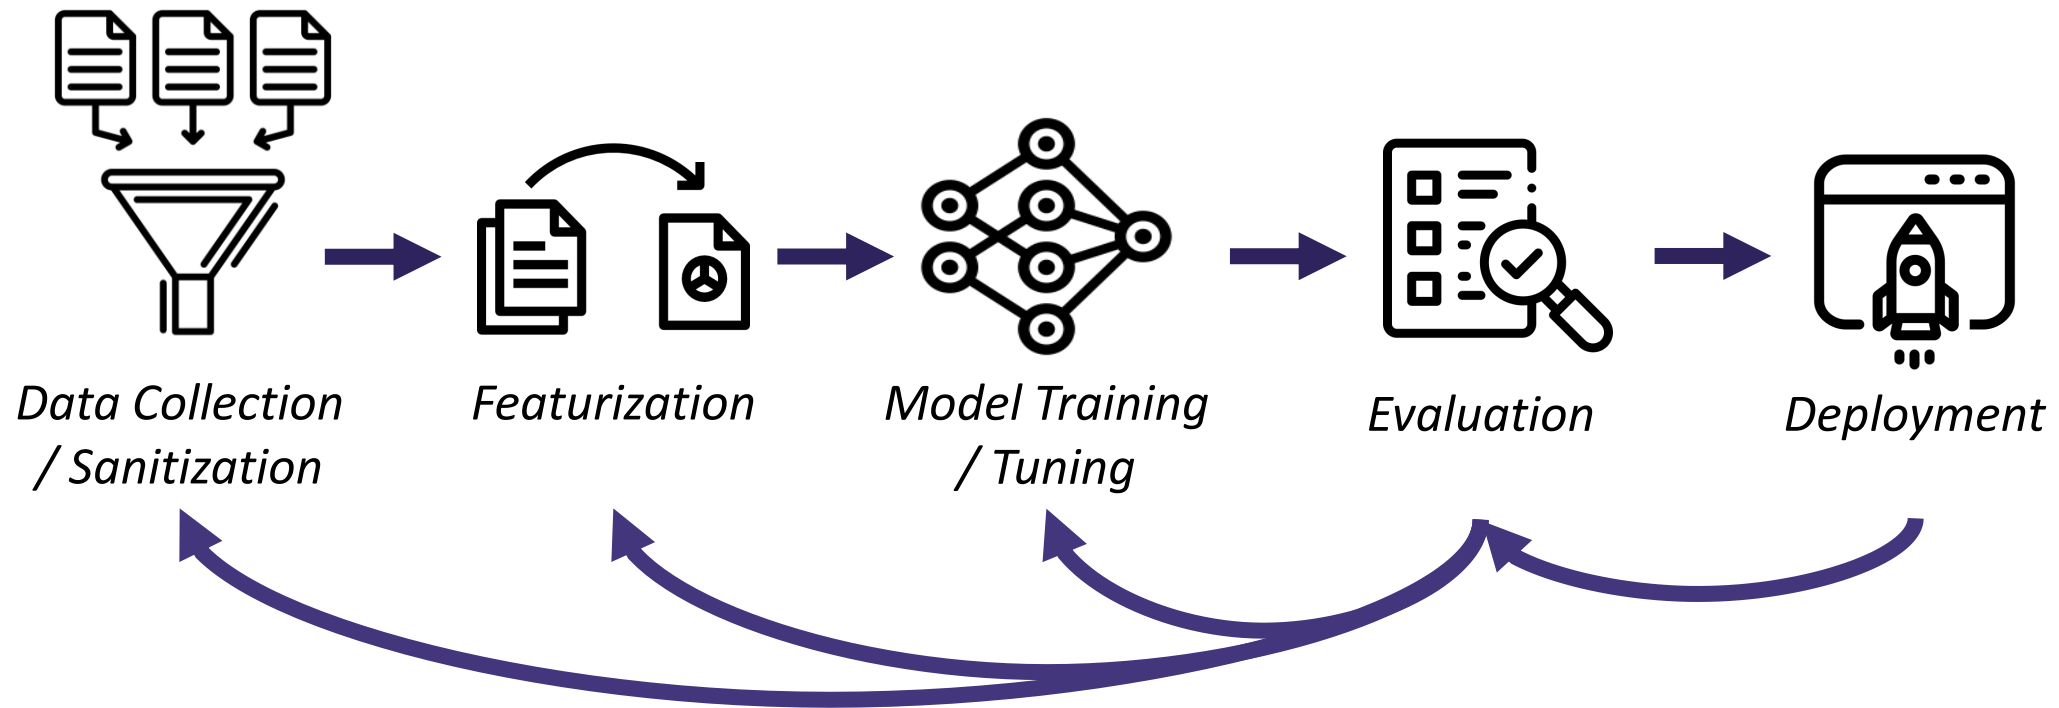 Data Collection
/ Sanitization
Featurization
Model Training
/ Tuning
Evaluation
Deployment